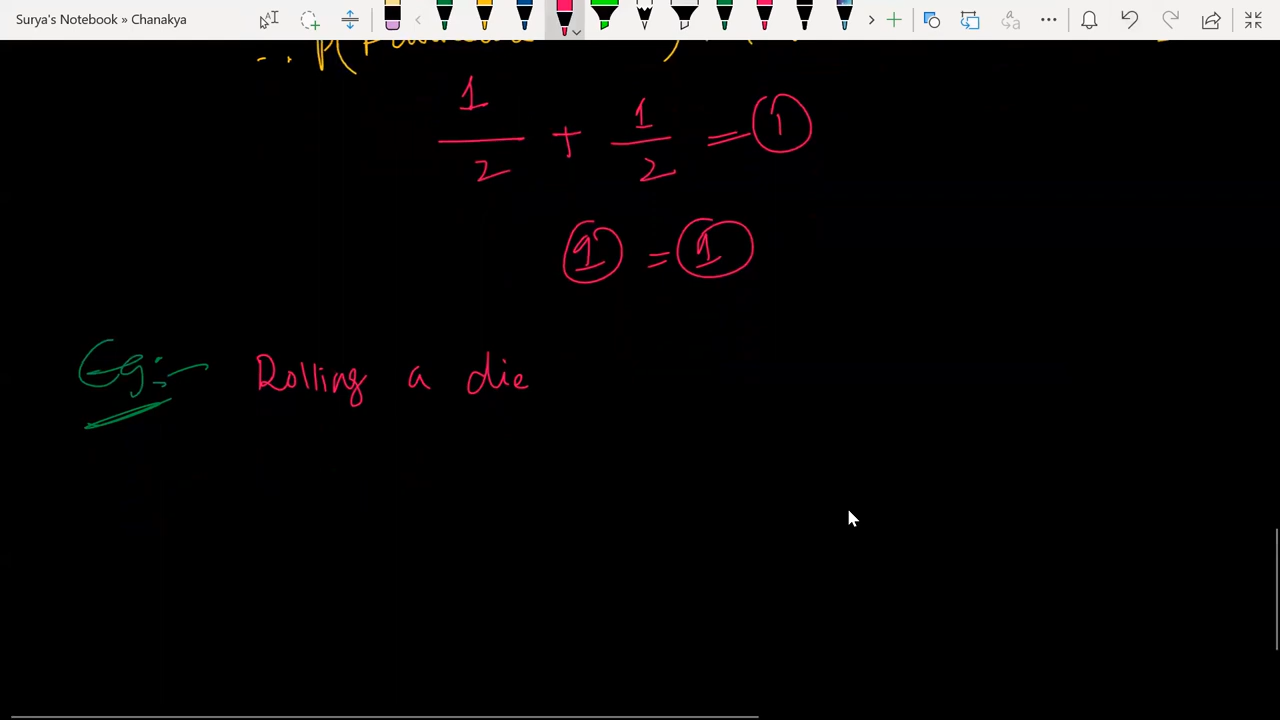 Surya's Notebook » Chanakya
∴ P(
1/2 + 1/2 = 1
1 = 1
Eg:- Rolling a die